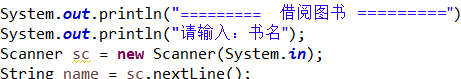 System.out.println("========= 借阅图书 =========")
System.out.println("请输入：书名");
Scanner sc = new Scanner(System.in);
String name = sc.nextLine();